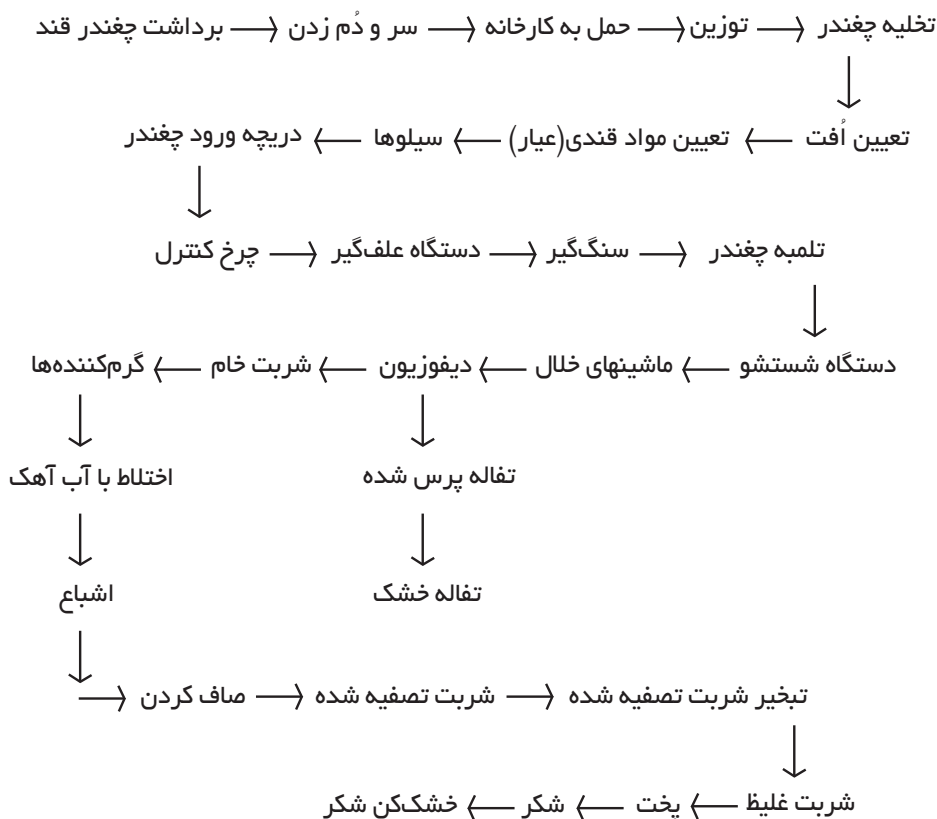 برداشت چغندر قند ⟶ سر و دُم زدن ⟶ حمل به کارخانه ⟶ توزین ⟶ تخلیه چغندر
تعیین اُفت ⟵ تعیین مواد قندی(عیار) ⟵ سیلوها ⟵ دریچه ورود چغندر
چرخ کنترل ⟶ دستگاه علف‌گیر ⟶ سنگ‌گیر ⟶ تلمبه چغندر
دستگاه شستشو ⟵ ماشینهای خلال ⟵ دیفوزیون ⟵ شربت خام ⟵ گرم‌کننده‌ها
تفاله پرس شده اختلاط با آب آهک
تفاله خشک اشباع
صاف کردن ⟶ شربت تصفیه شده ⟶ تبخیر شربت تصفیه شده
شربت غلیظ ⟵ پخت ⟵ شکر ⟵ خشک‌کن شکر